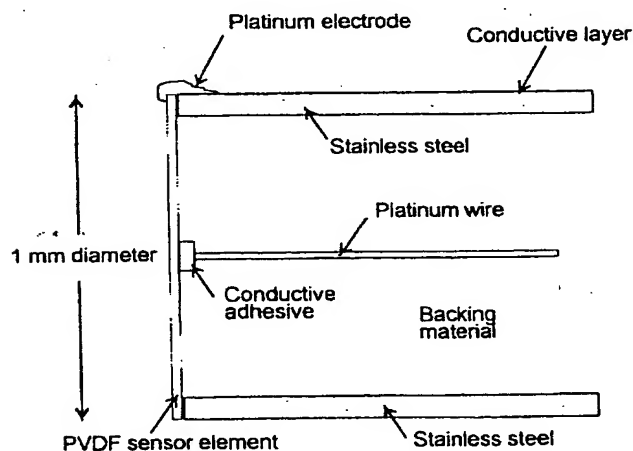 Platinum electrode
Conductive layer
Stainless steel
Platinum wire
1 mm diameter
Conductive
adhesive
Backing
material
PVDF sensor element
Stainless steel